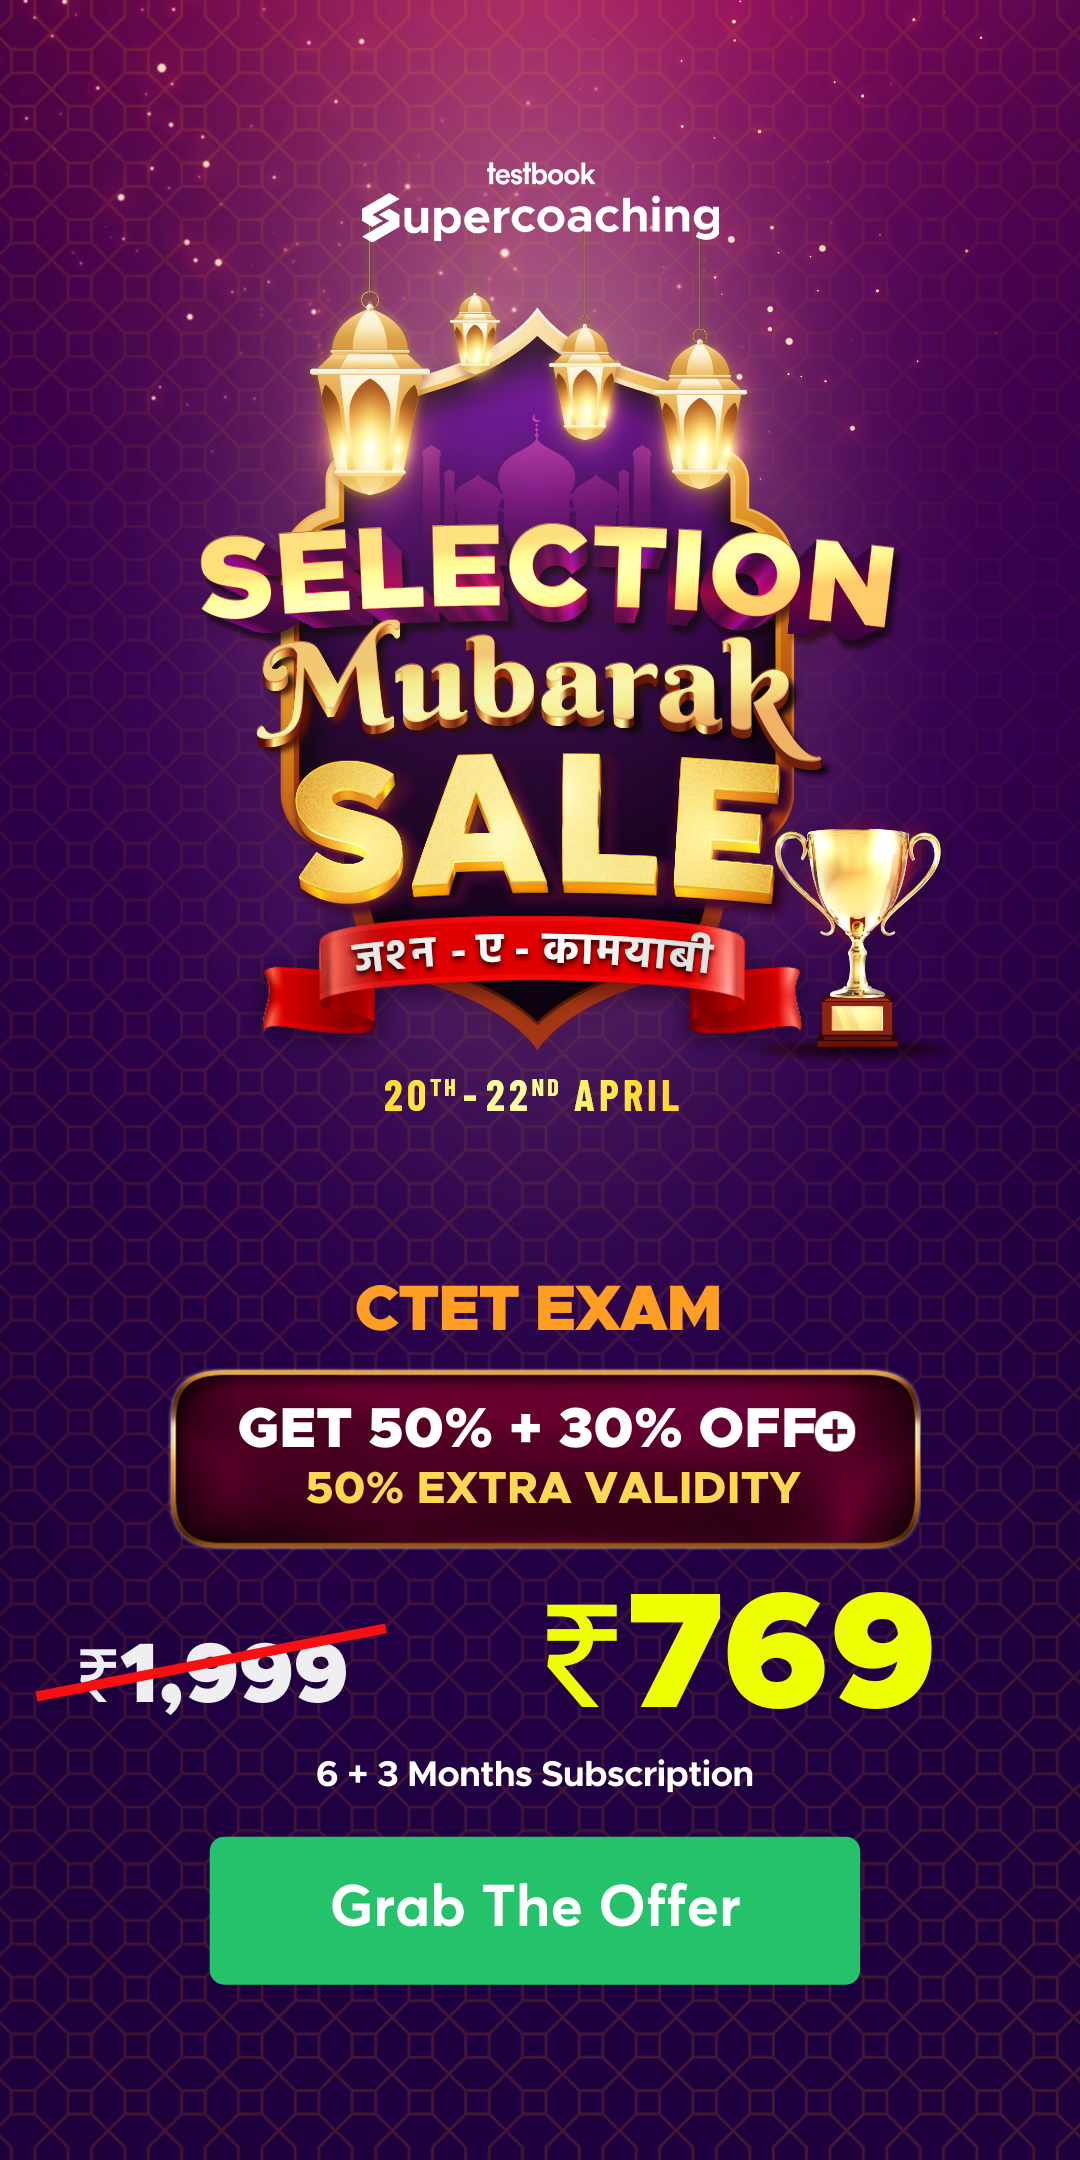 testbook
Supercoaching
SELECTION
Mubarak
SALE
जश्न - ए - कामयाबी
20TH - 22ND APRIL
CTET EXAM
GET 50% + 30% OFF+
50% EXTRA VALIDITY
₹1,999
₹769
6 + 3 Months Subscription
Grab The Offer